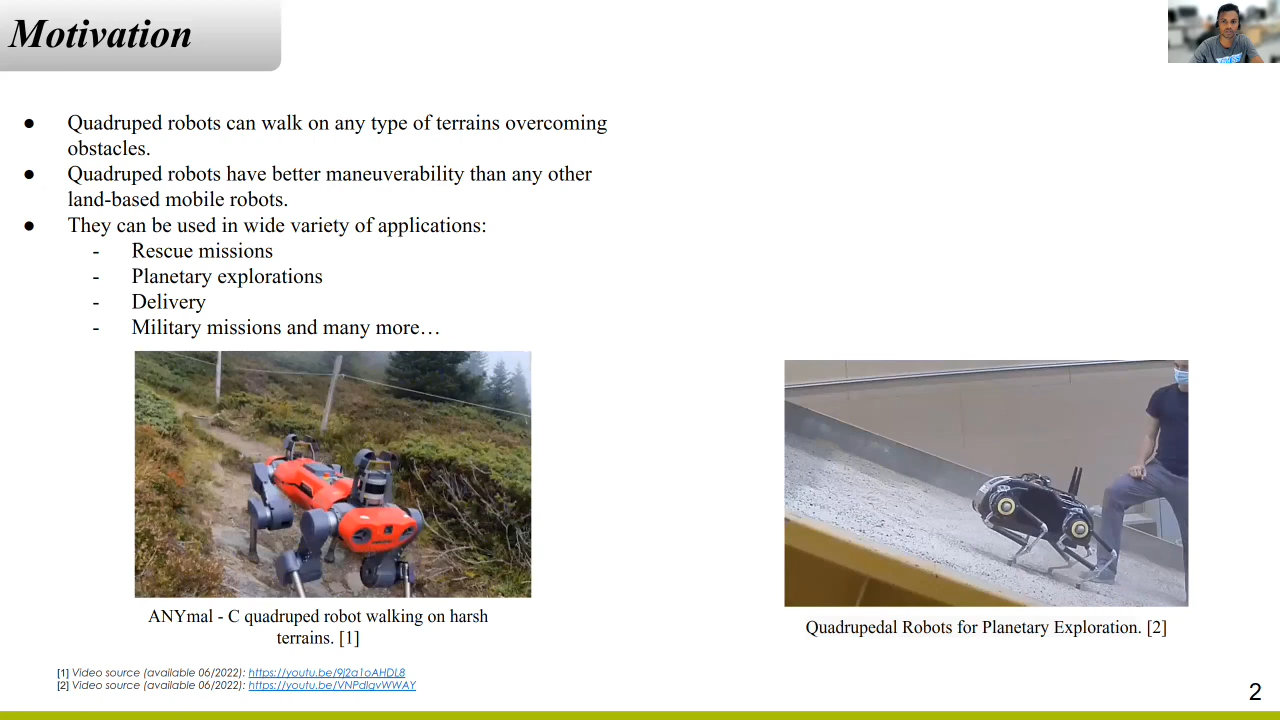 Motivation
● Quadruped robots can walk on any type of terrains overcoming
obstacles.
● Quadruped robots have better maneuverability than any other
land-based mobile robots.
● They can be used in wide variety of applications:
- Rescue missions
- Planetary explorations
- Delivery
- Military missions and many more…
ANYmal - C quadruped robot walking on harsh
terrains. [1]
Quadrupedal Robots for Planetary Exploration. [2]
[1] Video source (available 06/2022): https://youtu.be/9j2a1oAHDL8
[2] Video source (available 06/2022): https://youtu.be/VNPdlgvWWAY
2